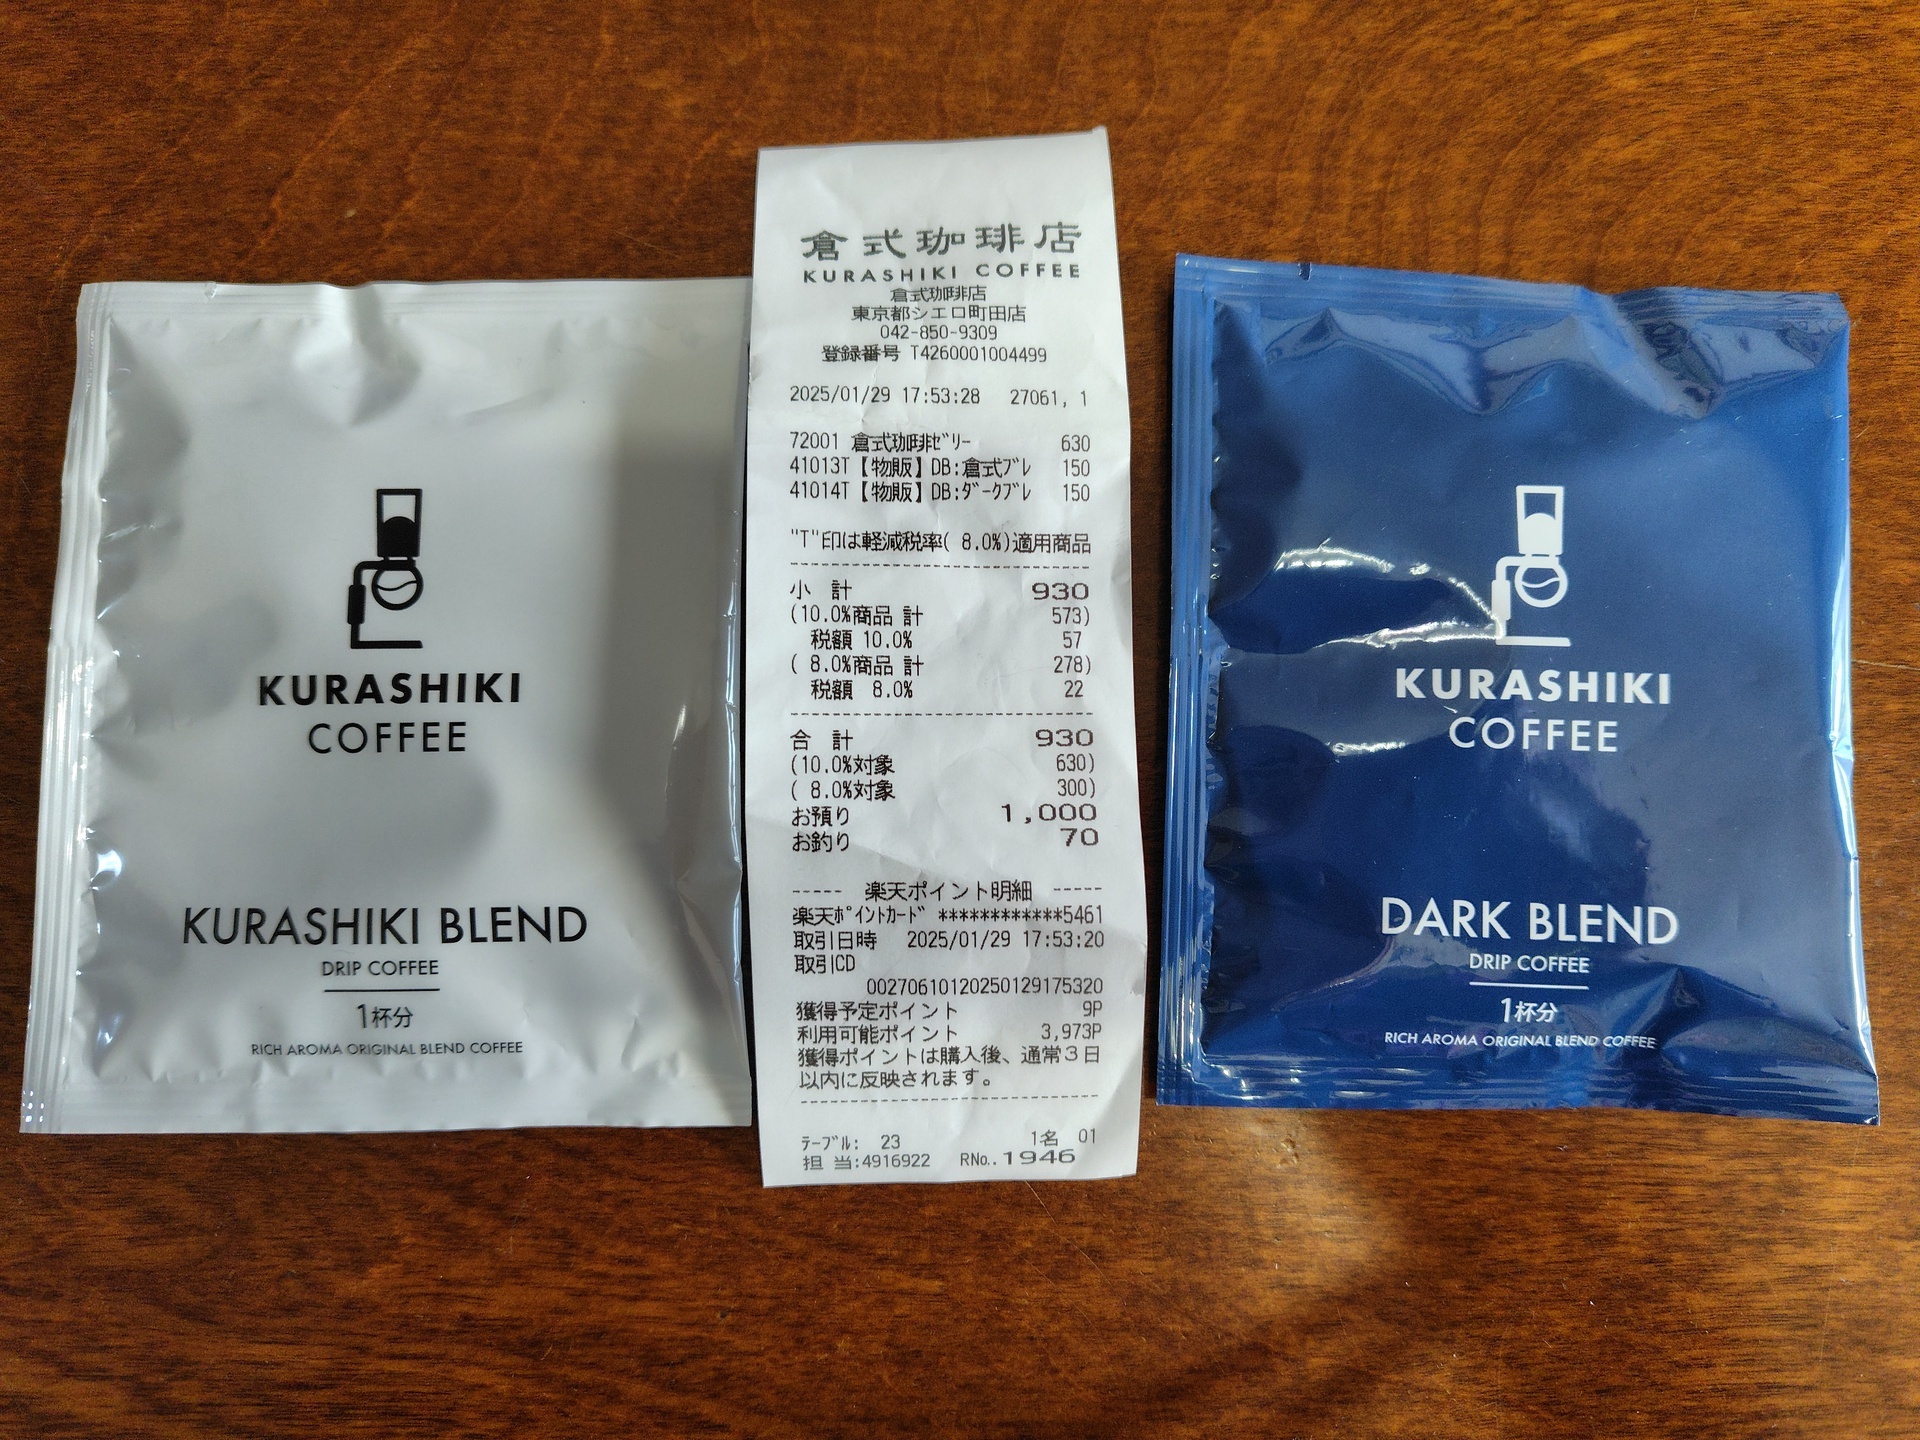 KURASHIKI
COFFEE
KURASHIKI BLEND
DRIP COFFEE
1杯分
RICH AROMA ORIGINAL BLEND COFFEE
倉式珈琲店
KURASHIKI COFFEE
倉式珈琲店
東京都シエロ町田店
042-850-9309
登録番号 T4260001004499
2025/01/29 17:53:28 27061, 1
72001 倉式珈琲ｾﾞﾘｰ 630
41013T【物販】DB:倉式ﾌﾞﾚ 150
41014T【物販】DB:ﾀﾞｰｸﾌﾞﾚ 150
"T"印は軽減税率( 8.0%)適用商品
小 計 930
(10.0%商品 計 573)
税額 10.0% 57
( 8.0%商品 計 278)
税額 8.0% 22
合 計 930
(10.0%対象 630)
( 8.0%対象 300)
お預り 1,000
お釣り 70
----- 楽天ポイント明細 -----
楽天ﾎﾟｲﾝﾄｶｰﾄﾞ ************5461
取引日時 2025/01/29 17:53:20
取引CD
00270610120250129175320
獲得予定ポイント 9P
利用可能ポイント 3,973P
獲得ポイントは購入後、通常３日
以内に反映されます。
ﾃｰﾌﾞﾙ: 23 1名 01
担 当:4916922 RNo..1946
KURASHIKI
COFFEE
DARK BLEND
DRIP COFFEE
1杯分
RICH AROMA ORIGINAL BLEND COFFEE